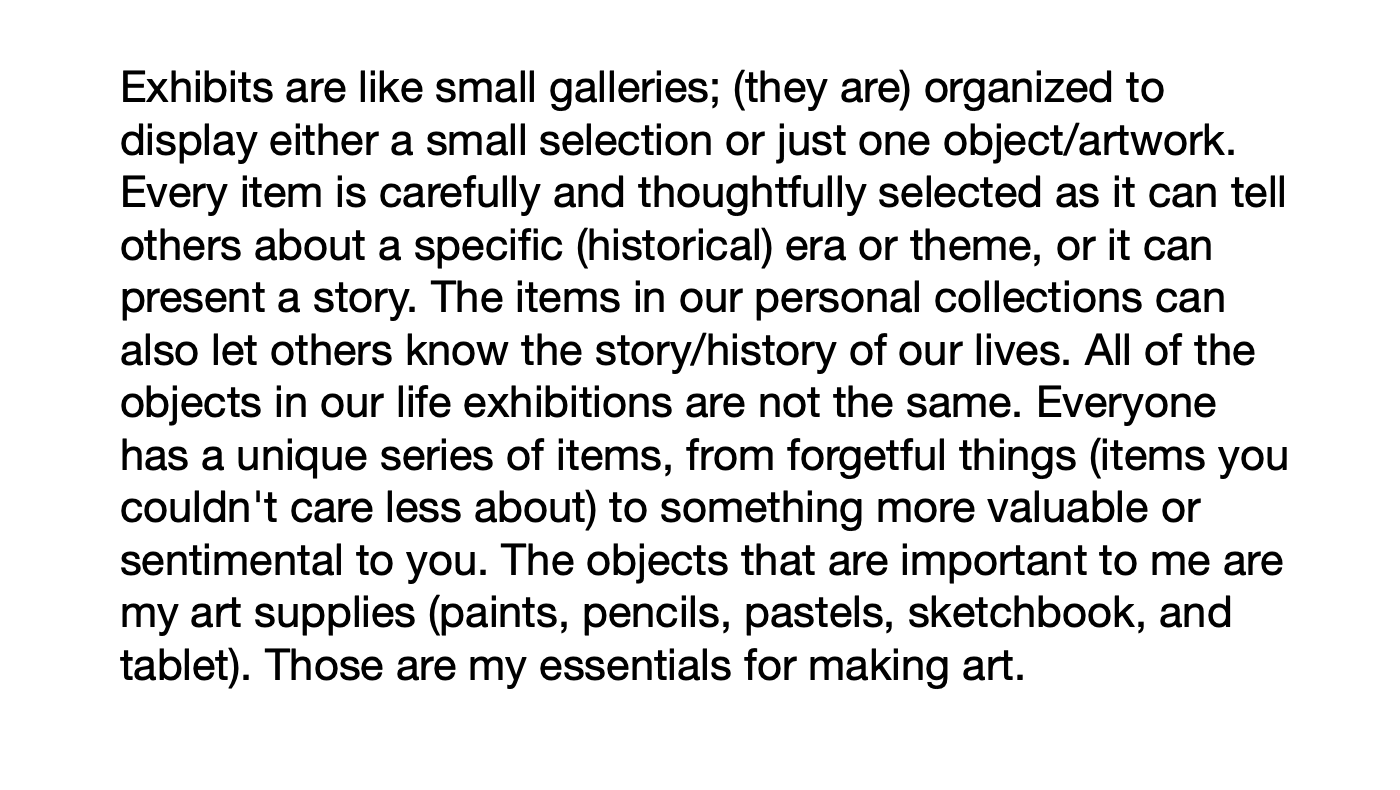 Exhibits are like small galleries; (they are) organized to
display either a small selection or just one object/artwork.
Every item is carefully and thoughtfully selected as it can tell
others about a specific (historical) era or theme, or it can
present a story. The items in our personal collections can
also let others know the story/history of our lives. All of the
objects in our life exhibitions are not the same. Everyone
has a unique series of items, from forgetful things (items you
couldn't care less about) to something more valuable or
sentimental to you. The objects that are important to me are
my art supplies (paints, pencils, pastels, sketchbook, and
tablet). Those are my essentials for making art.